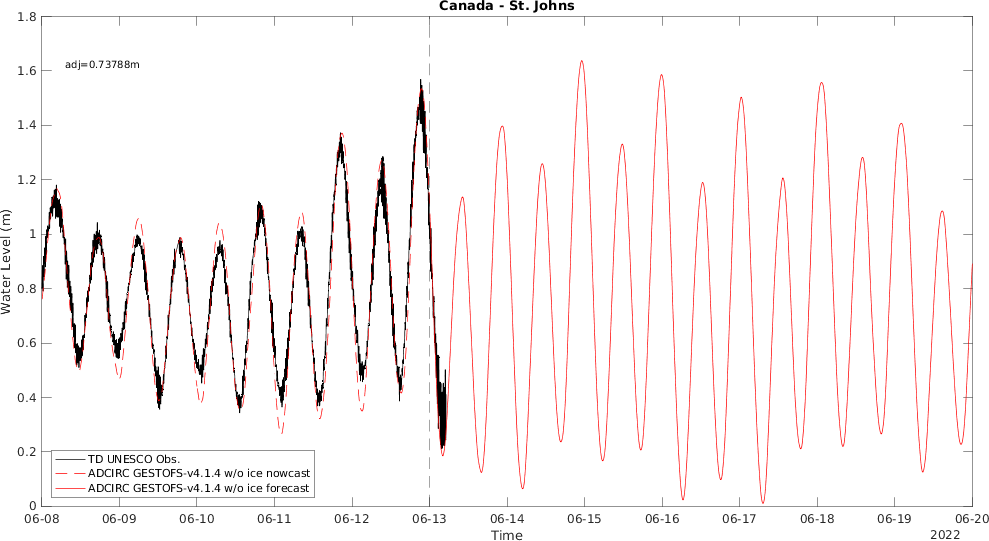 Canada - St. Johns
1.8
1.6
1.4
1.2
1
0.8
0.6
0.4
0.2
0
Water Level (m)
adj=0.73788m
TD UNESCO Obs.
ADCIRC GESTOFS-v4.1.4 w/o ice nowcast
ADCIRC GESTOFS-v4.1.4 w/o ice forecast
06-08 06-09 06-10 06-11 06-12 06-13 06-14 06-15 06-16 06-17 06-18 06-19 06-20
Time
2022